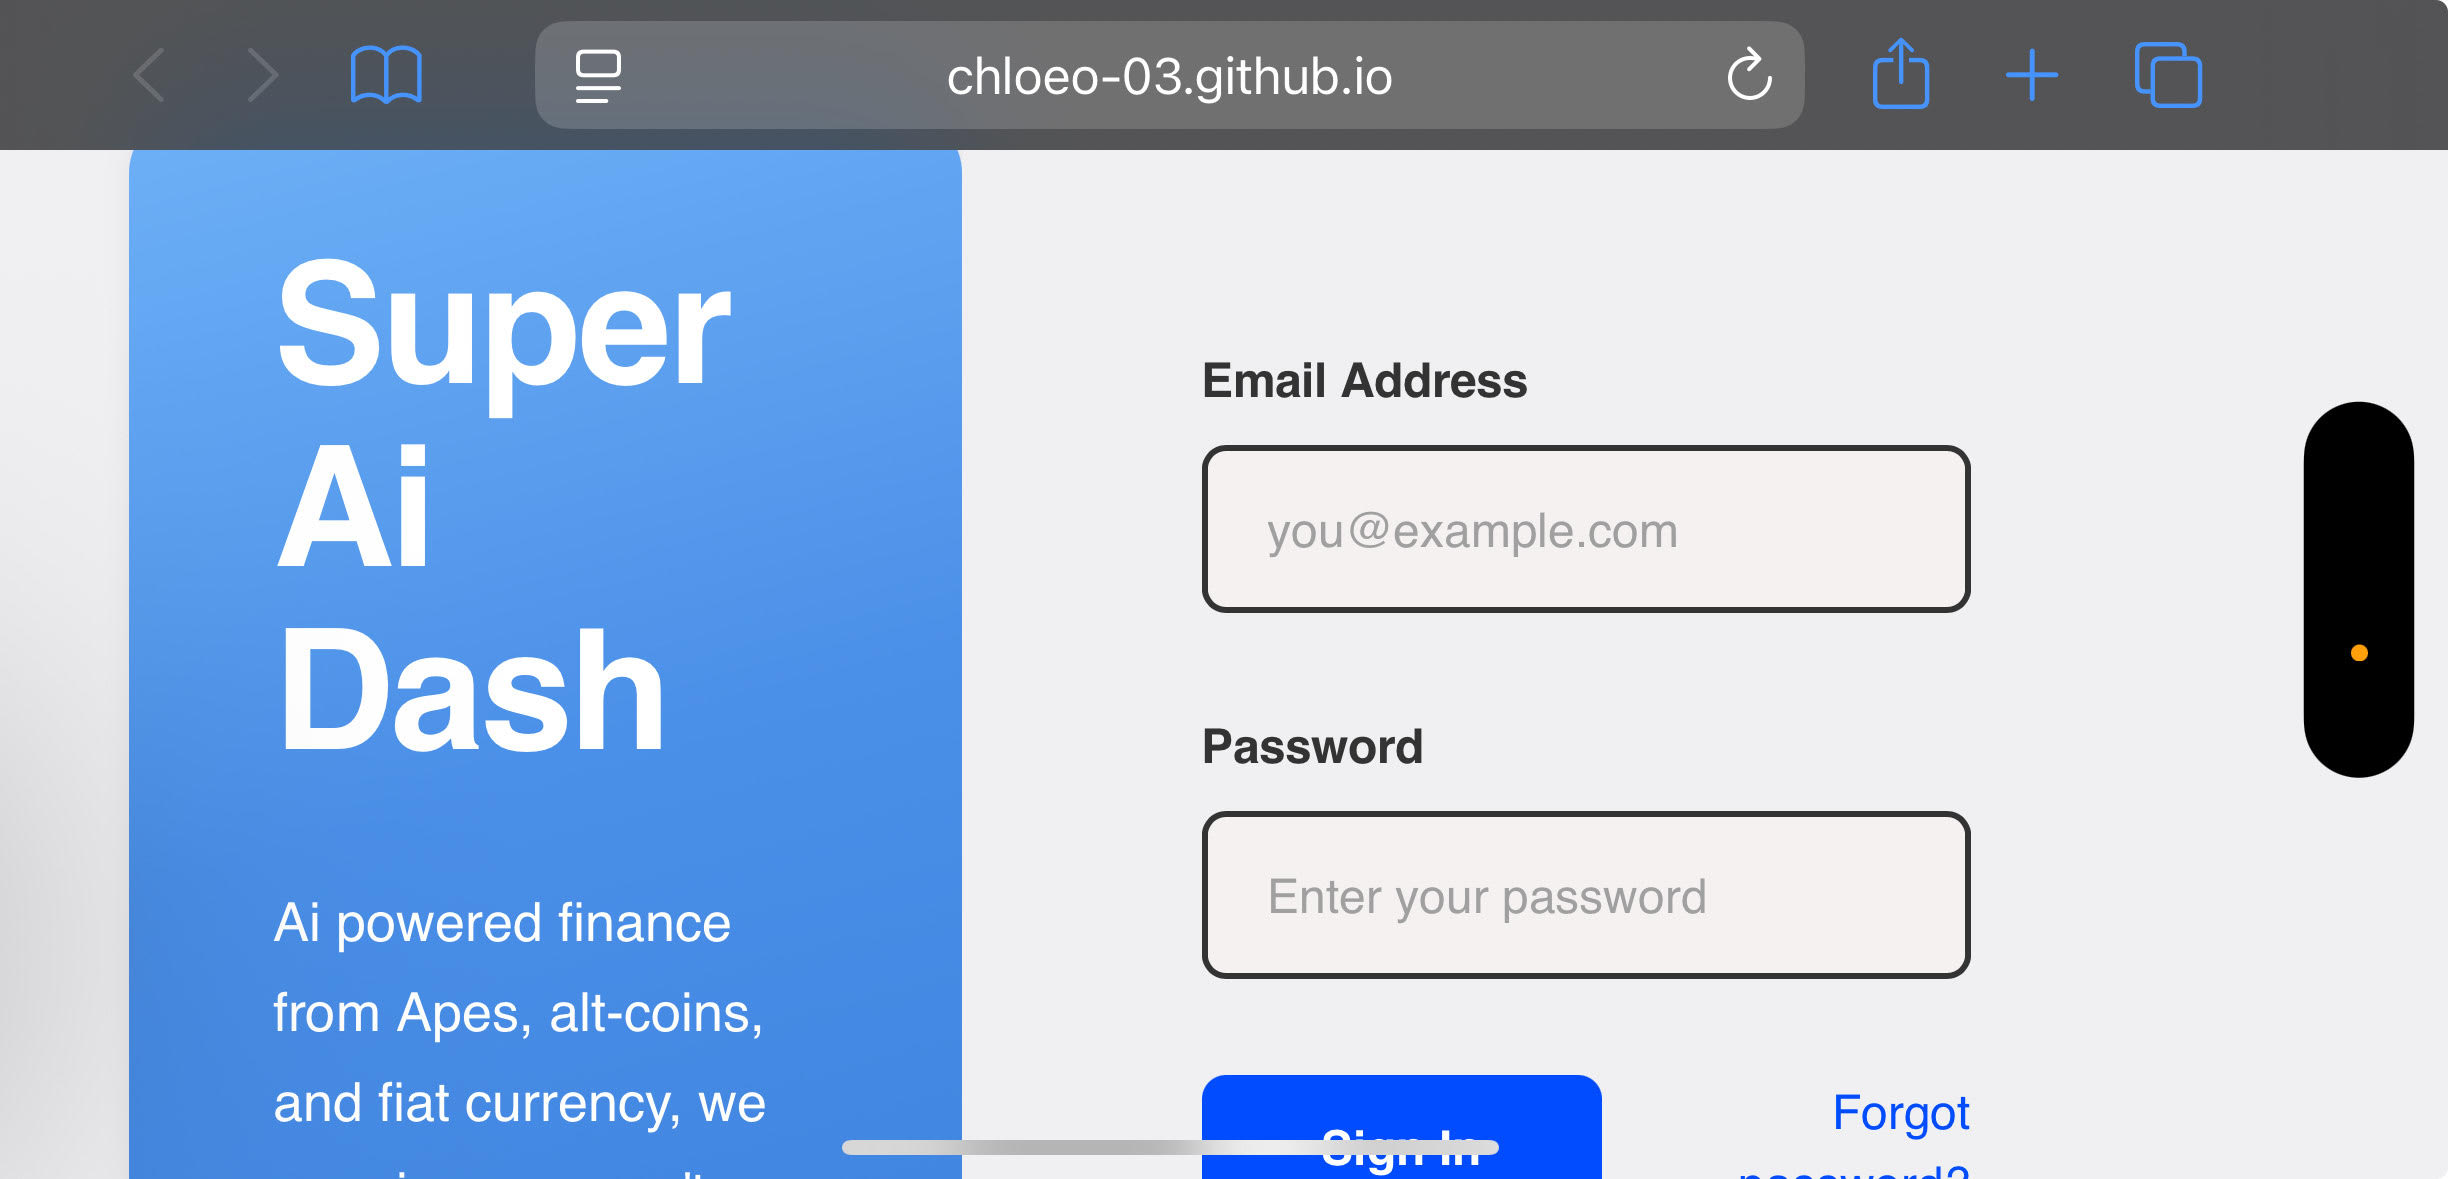 chloeo-03.github.io
Super
Ai
Dash
Ai powered finance
from Apes, alt-coins,
and fiat currency, we
Email Address
you@example.com
Password
Enter your password
Sign In
Forgot
password?